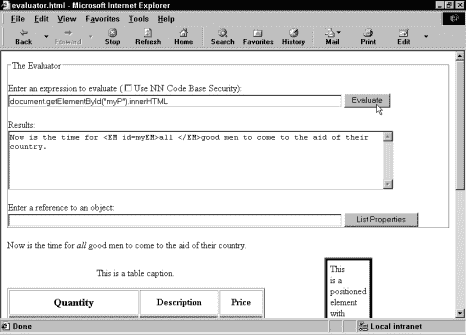 evaluator.html - Microsoft Internet Explorer
File Edit View Favorites Tools Help
Back Forward Stop Refresh Home Search Favorites History Mail Print Edit
The Evaluator
Enter an expression to evaluate ( Use NN Code Base Security):
document.getElementById("myP").innerHTML Evaluate
Results:
Now is the time for <EM id=myEM>all </EM>good men to come to the aid of their
country.
Enter a reference to an object:
List Properties
Now is the time for all good men to come to the aid of their country.
This is a table caption.
Quantity Description Price
This
is a
positioned
element
with
Done Local intranet